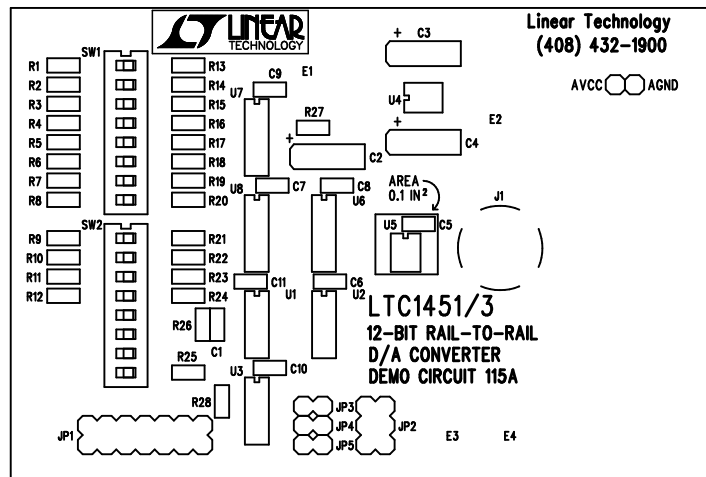 LINEAR
TECHNOLOGY
Linear Technology
(408) 432-1900
AVCC AGND
SW1
R1 R13
R2 R14
R3 R15
R4 R16
R5 R17
R6 R18
R7 R19
R8 R20
SW2
R9 R21
R10 R22
R11 R23
R12 R24
R26
C1
R25
R28
JP1
C9
E1
U7
R27
+
C2
U8
C7
C8
U6
C11
U1
C6
U2
U3
C10
+
C3
U4
E2
+
C4
AREA
0.1 IN²
U5
C5
J1
LTC1451/3
12-BIT RAIL-TO-RAIL
D/A CONVERTER
DEMO CIRCUIT 115A
JP3
JP4
JP5
JP2
E3 E4